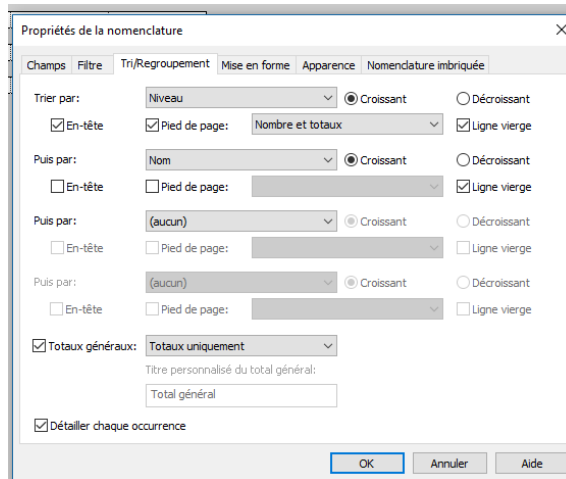 Propriétés de la nomenclature
Champs Filtre Tri/Regroupement Mise en forme Apparence Nomenclature imbriquée
Trier par: Niveau Croissant Décroissant
En-tête Pied de page: Nombre et totaux Ligne vierge
Puis par: Nom Croissant Décroissant
En-tête Pied de page: Ligne vierge
Puis par: (aucun) Croissant Décroissant
En-tête Pied de page: Ligne vierge
Puis par: (aucun) Croissant Décroissant
En-tête Pied de page: Ligne vierge
Totaux généraux: Totaux uniquement
Titre personnalisé du total général:
Total général
Détailler chaque occurrence
OK Annuler Aide